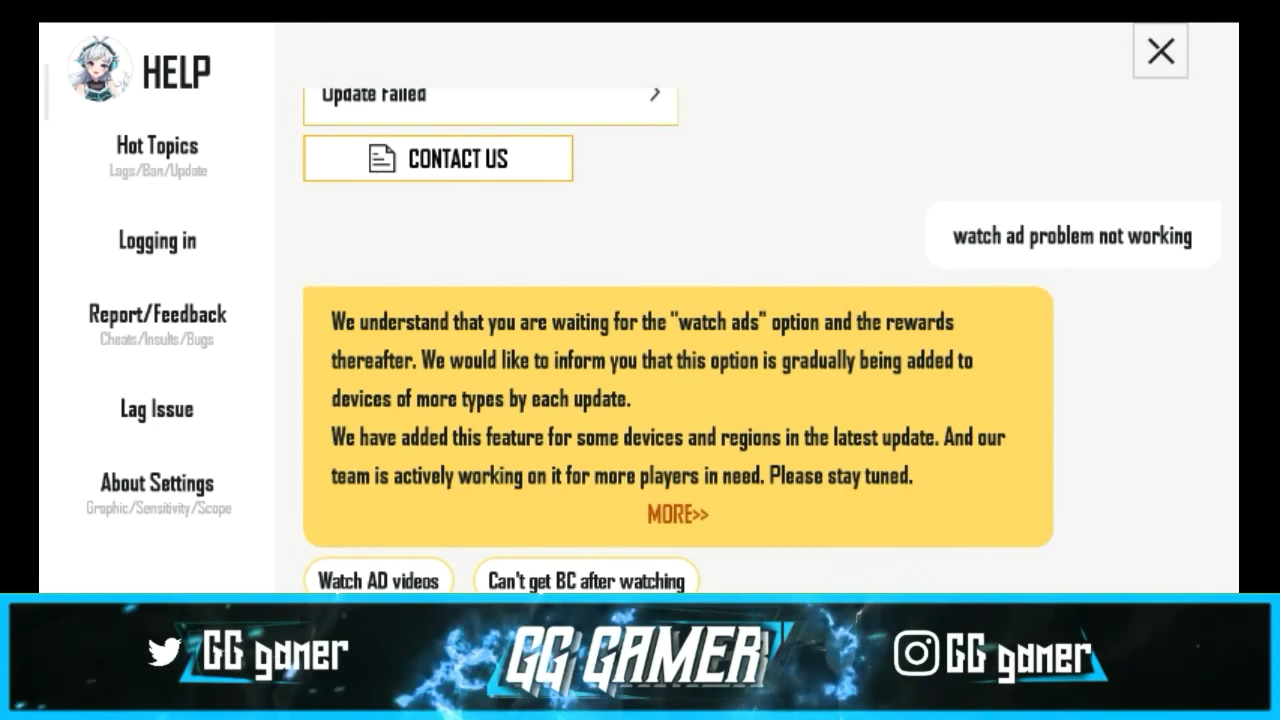 HELP
Hot Topics
Lags/Ban/Update
Logging in
Report/Feedback
Cheats/Insults/Bugs
Lag Issue
About Settings
Graphic/Sensitivity/Scope
Update Failed
CONTACT US
watch ad problem not working
We understand that you are waiting for the "watch ads" option and the rewards
thereafter. We would like to inform you that this option is gradually being added to
devices of more types by each update.
We have added this feature for some devices and regions in the latest update. And our
team is actively working on it for more players in need. Please stay tuned.
MORE>>
Watch AD videos
Can't get BC after watching
GG gamer
GG GAMER
GG gamer